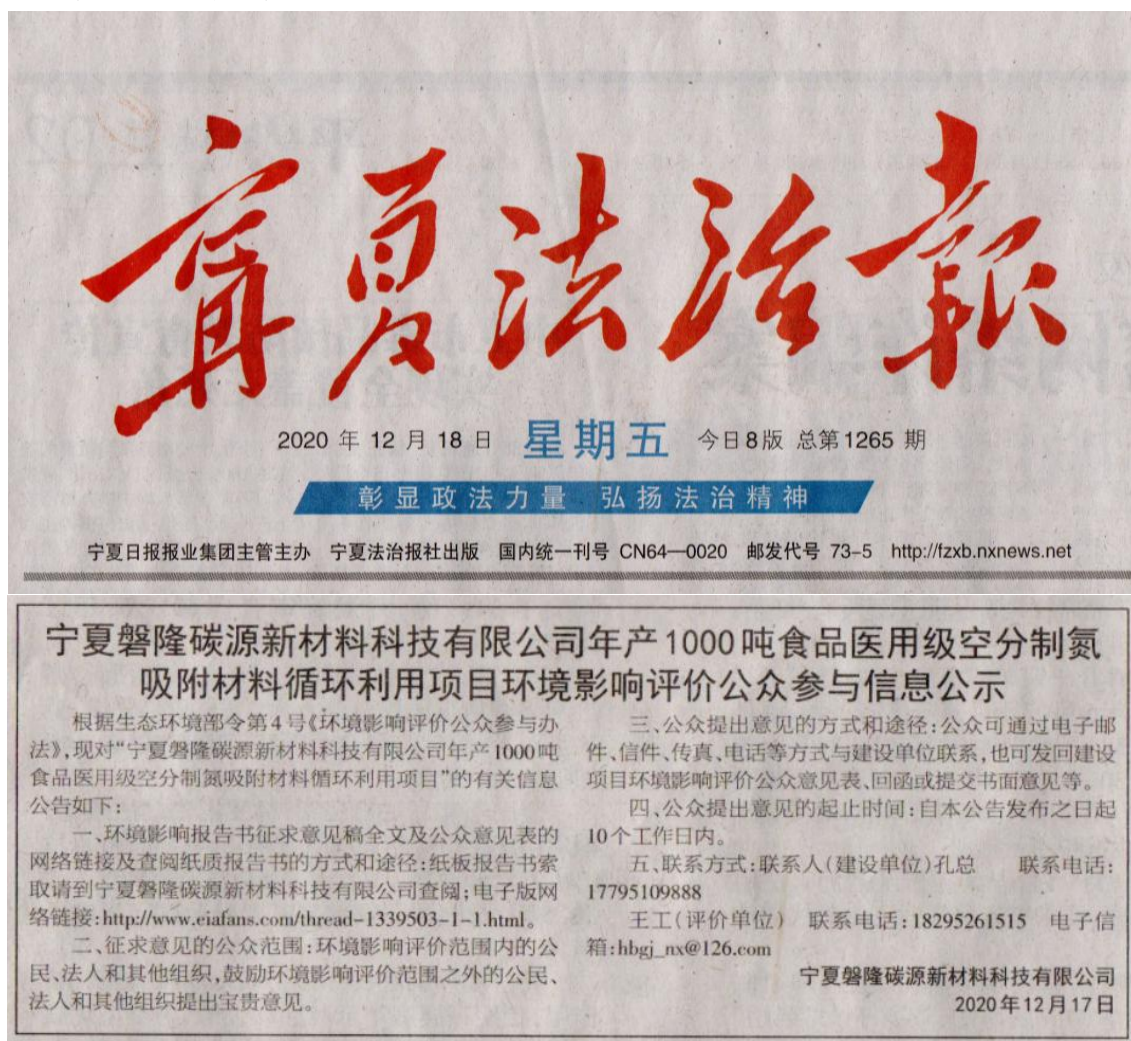 宁夏法治报
2020 年 12 月 18 日 星期五 今日8版 总第1265 期
彰显政法力量 弘扬法治精神
宁夏日报报业集团主管主办 宁夏法治报社出版 国内统一刊号 CN64—0020 邮发代号 73-5 http://fzxb.nxnews.net
宁夏磐隆碳源新材料科技有限公司年产1000吨食品医用级空分制氮
吸附材料循环利用项目环境影响评价公众参与信息公示
根据生态环境部令第4号《环境影响评价公众参与办
法》,现对“宁夏磐隆碳源新材料科技有限公司年产1000吨
食品医用级空分制氮吸附材料循环利用项目”的有关信息
公告如下:
一、环境影响报告书征求意见稿全文及公众意见表的
网络链接及查阅纸质报告书的方式和途径:纸板报告书索
取请到宁夏磐隆碳源新材料科技有限公司查阅;电子版网
络链接:http://www.eiafans.com/thread-1339503-1-1.html。
二、征求意见的公众范围:环境影响评价范围内的公
民、法人和其他组织,鼓励环境影响评价范围之外的公民、
法人和其他组织提出宝贵意见。
三、公众提出意见的方式和途径:公众可通过电子邮
件、信件、传真、电话等方式与建设单位联系,也可发回建设
项目环境影响评价公众意见表、回函或提交书面意见等。
四、公众提出意见的起止时间:自本公告发布之日起
10个工作日内。
五、联系方式:联系人(建设单位)孔总 联系电话:
17795109888
王工(评价单位) 联系电话:18295261515 电子信
箱:hbgj_nx@126.com
宁夏磐隆碳源新材料科技有限公司
2020年12月17日